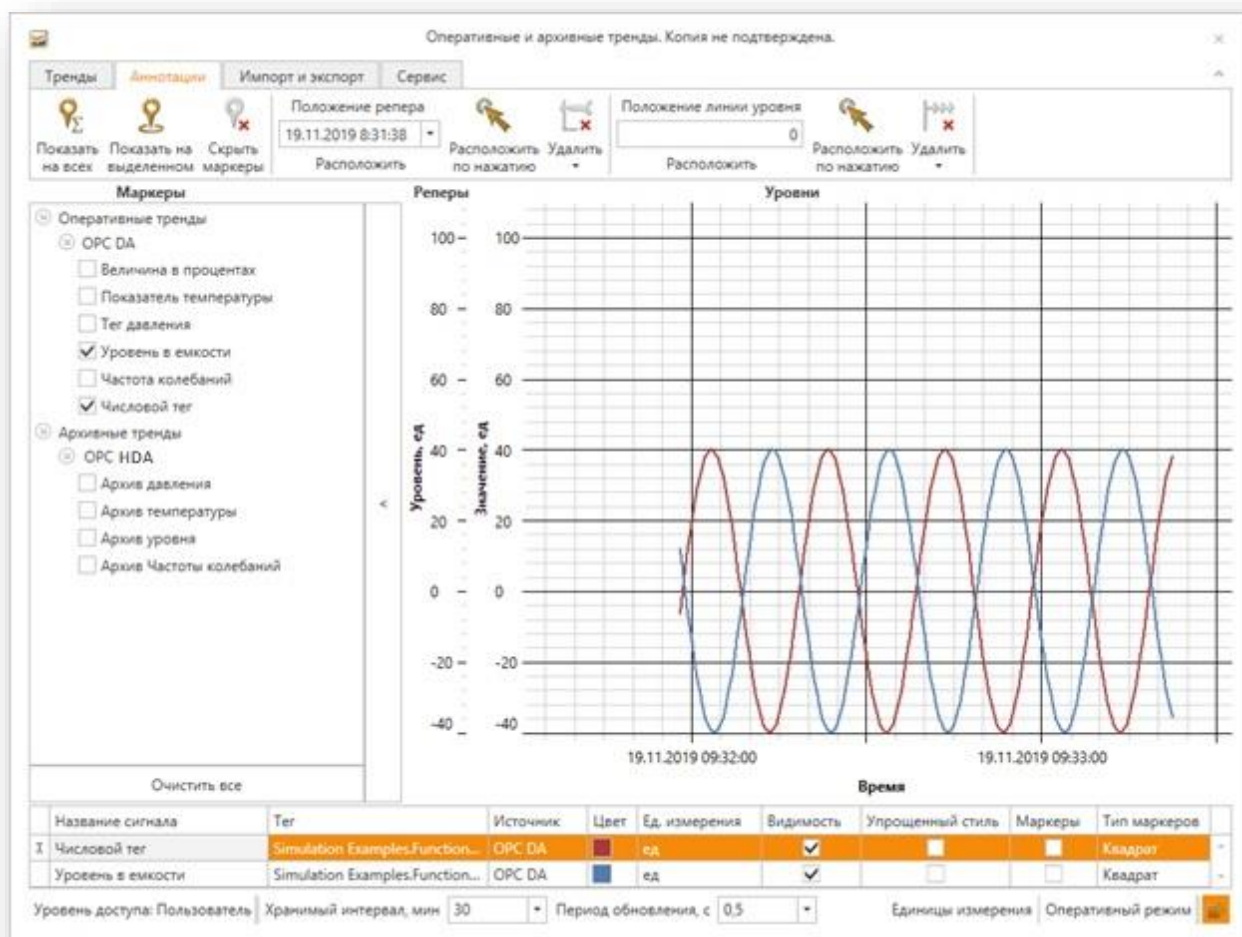 Оперативные и архивные тренды. Копия не подтверждена.
Тренды Аннотации Импорт и экспорт Сервис
Показать на всех
Показать на выделенном
Скрыть маркеры
Положение репера
19.11.2019 8:31:38
Расположить
Расположить по нажатию
Удалить
Положение линии уровня
0
Расположить
Расположить по нажатию
Удалить
Маркеры Реперы Уровни
Оперативные тренды
OPC DA
Величина в процентах
Показатель температуры
Тег давления
Уровень в емкости
Частота колебаний
Числовой тег
Архивные тренды
OPC HDA
Архив давления
Архив температуры
Архив уровня
Архив Частоты колебаний
Очистить все
<
Уровень, ед
100
80
60
40
20
0
-20
-40
Значение, ед
100
80
60
40
20
0
-20
-40
19.11.2019 09:32:00 19.11.2019 09:33:00
Время
Название сигнала Тег Источник Цвет Ед. измерения Видимость Упрощенный стиль Маркеры Тип маркеров
Числовой тег Simulation Examples.Function... OPC DA ед Квадрат
Уровень в емкости Simulation Examples.Function... OPC DA ед Квадрат
Уровень доступа: Пользователь Хранимый интервал, мин 30 Период обновления, с 0,5 Единицы измерения Оперативный режим